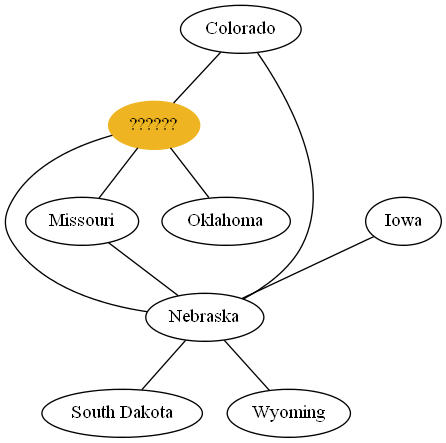 Colorado
??????
Missouri
Oklahoma
Iowa
Nebraska
South Dakota
Wyoming